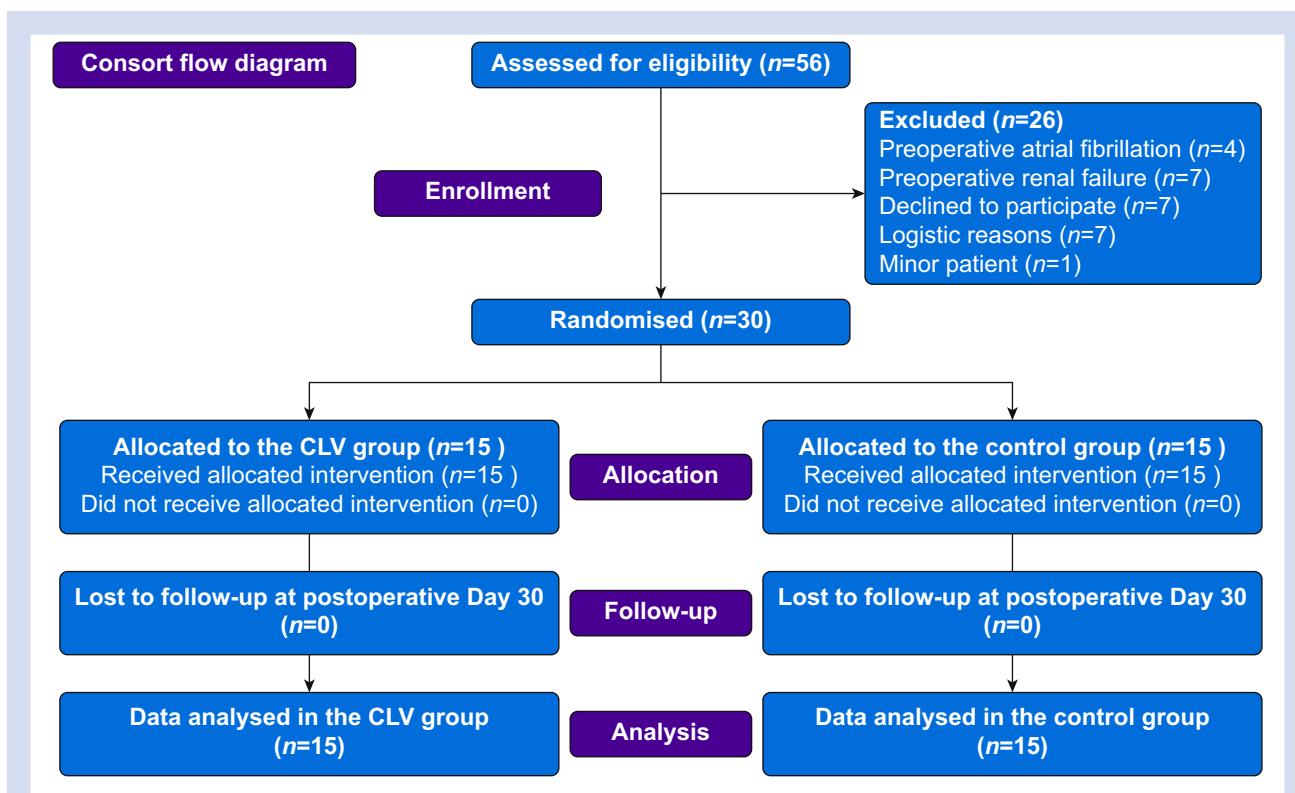 Consort flow diagram
Assessed for eligibility (n=56)
Excluded (n=26)
Preoperative atrial fibrillation (n=4)
Preoperative renal failure (n=7)
Declined to participate (n=7)
Logistic reasons (n=7)
Minor patient (n=1)
Enrollment
Randomised (n=30)
Allocated to the CLV group (n=15 )
Received allocated intervention (n=15 )
Did not receive allocated intervention (n=0)
Allocation
Allocated to the control group (n=15 )
Received allocated intervention (n=15 )
Did not receive allocated intervention (n=0)
Lost to follow-up at postoperative Day 30
(n=0)
Follow-up
Lost to follow-up at postoperative Day 30
(n=0)
Data analysed in the CLV group
(n=15)
Analysis
Data analysed in the control group
(n=15)